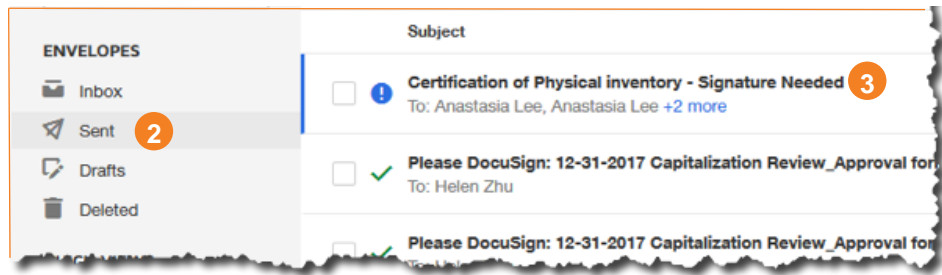 ENVELOPES
Inbox
Sent
2
Drafts
Deleted
Subject
Certification of Physical inventory - Signature Needed
3
To: Anastasia Lee, Anastasia Lee +2 more
Please DocuSign: 12-31-2017 Capitalization Review_Approval for
To: Helen Zhu
Please DocuSign: 12-31-2017 Capitalization Review_Approval for